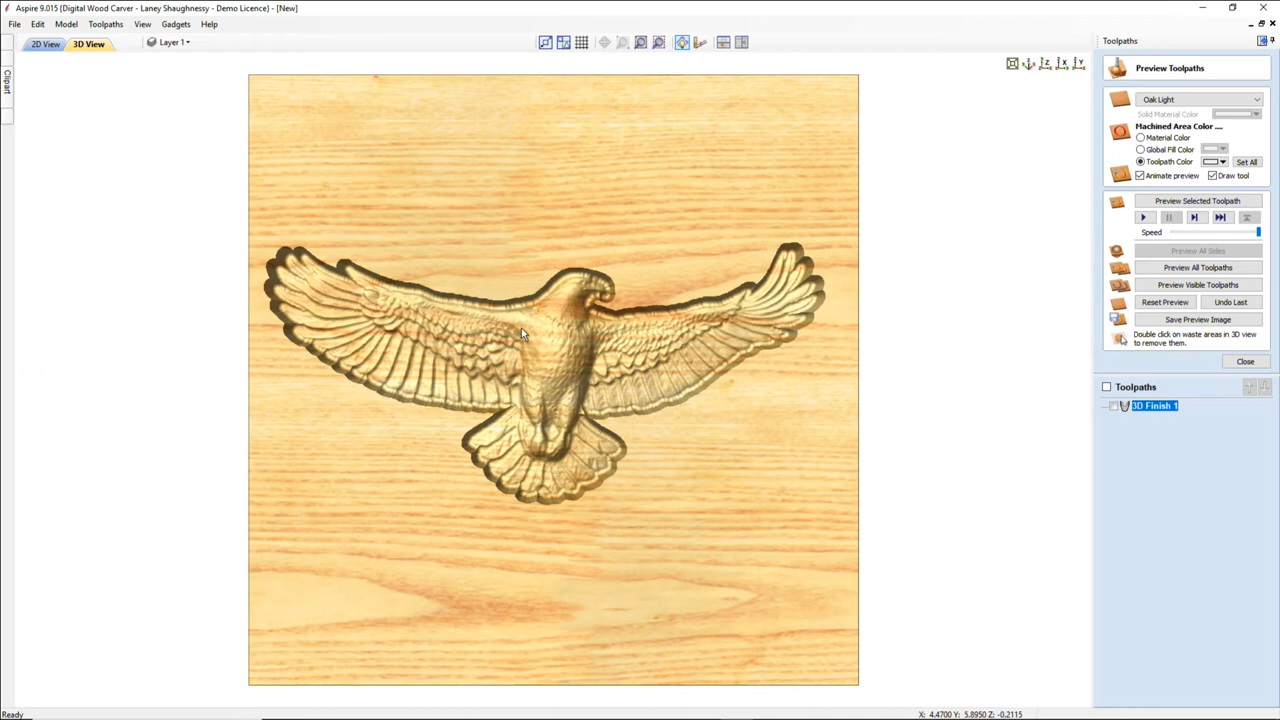 Aspire 9.015 (Digital Wood Carver - Laney Shaughnessy - Demo Licence) - [New]
File Edit Model Toolpaths View Gadgets Help
2D View 3D View Layer 1
Clipart
Z X Y
Toolpaths
Preview Toolpaths
Oak Light
Solid Material Color
Machined Area Color ....
Material Color
Global Fill Color
Toolpath Color Set All
Animate preview Draw tool
Preview Selected Toolpath
Speed
Preview All Sides
Preview All Toolpaths
Preview Visible Toolpaths
Reset Preview Undo Last
Save Preview Image
Double click on waste areas in 3D view
to remove them.
Close
Toolpaths
3D Finish 1
Ready X: 4.4700 Y: 5.8950 Z: -0.2115